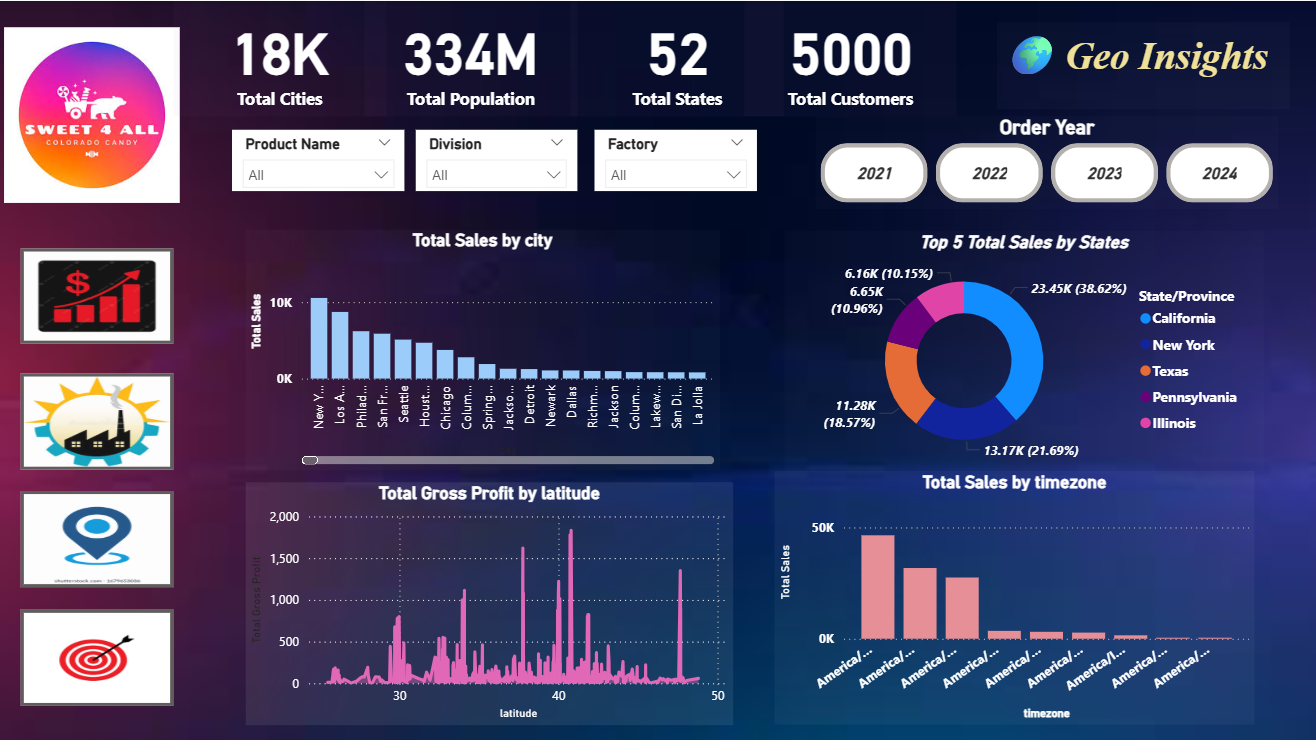 SWEET 4 ALL
COLORADO CANDY
18K
Total Cities
334M
Total Population
52
Total States
5000
Total Customers
Geo Insights
Product Name
All
Division
All
Factory
All
Order Year
2021
2022
2023
2024
Total Sales by city
Total Sales
10K
0K
New Y...
Los A...
Philad...
San Fr...
Seattle
Houst...
Chicago
Colum...
Spring...
Jackso...
Detroit
Newark
Dallas
Richm...
Jackson
Colum...
Lakew...
San Di...
La Jolla
Top 5 Total Sales by States
6.16K (10.15%)
6.65K
(10.96%)
11.28K
(18.57%)
23.45K (38.62%)
13.17K (21.69%)
State/Province
California
New York
Texas
Pennsylvania
Illinois
Total Gross Profit by latitude
Total Gross Profit
2,000
1,500
1,000
500
0
30
40
50
latitude
Total Sales by timezone
Total Sales
50K
0K
America/...
America/...
America/...
America/...
America/...
America/...
America/I...
America/...
America/...
timezone